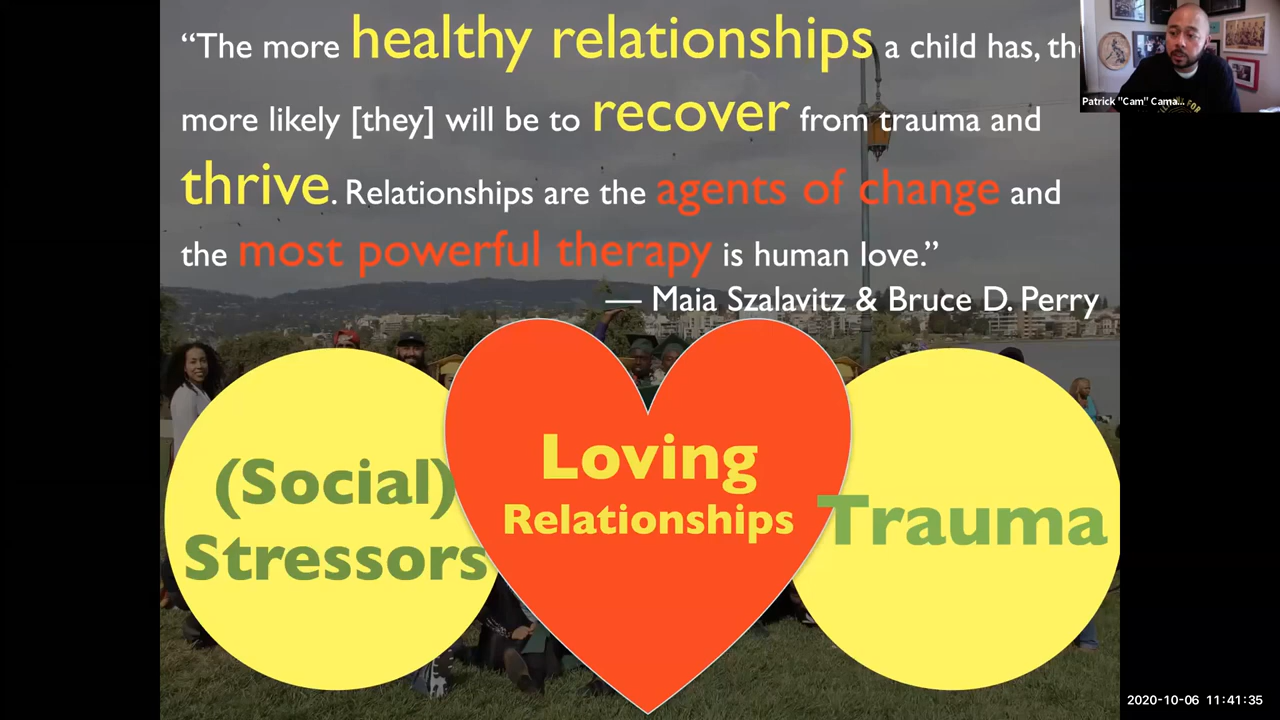 “The more healthy relationships a child has, the
more likely [they] will be to recover from trauma and
thrive. Relationships are the agents of change and
the most powerful therapy is human love.”
— Maia Szalavitz & Bruce D. Perry
(Social)
Stressors
Loving
Relationships
Trauma
Patrick "Cam" Cama...
2020-10-06 11:41:35